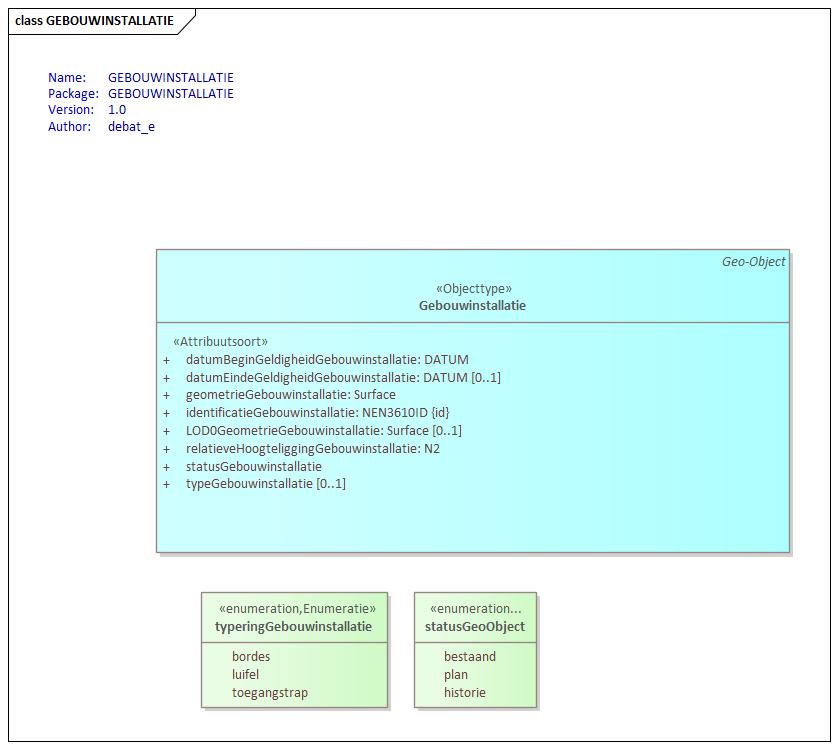 class GEBOUWINSTALLATIE
Name: GEBOUWINSTALLATIE
Package: GEBOUWINSTALLATIE
Version: 1.0
Author: debat_e
Geo-Object
«Objecttype»
Gebouwinstallatie
«Attribuutsoort»
+ datumBeginGeldigheidGebouwinstallatie: DATUM
+ datumEindeGeldigheidGebouwinstallatie: DATUM [0..1]
+ geometrieGebouwinstallatie: Surface
+ identificatieGebouwinstallatie: NEN3610ID {id}
+ LOD0GeometrieGebouwinstallatie: Surface [0..1]
+ relatieveHoogteliggingGebouwinstallatie: N2
+ statusGebouwinstallatie
+ typeGebouwinstallatie [0..1]
«enumeration,Enumeratie»
typeringGebouwinstallatie
bordes
luifel
toegangstrap
«enumeration...
statusGeoObject
bestaand
plan
historie